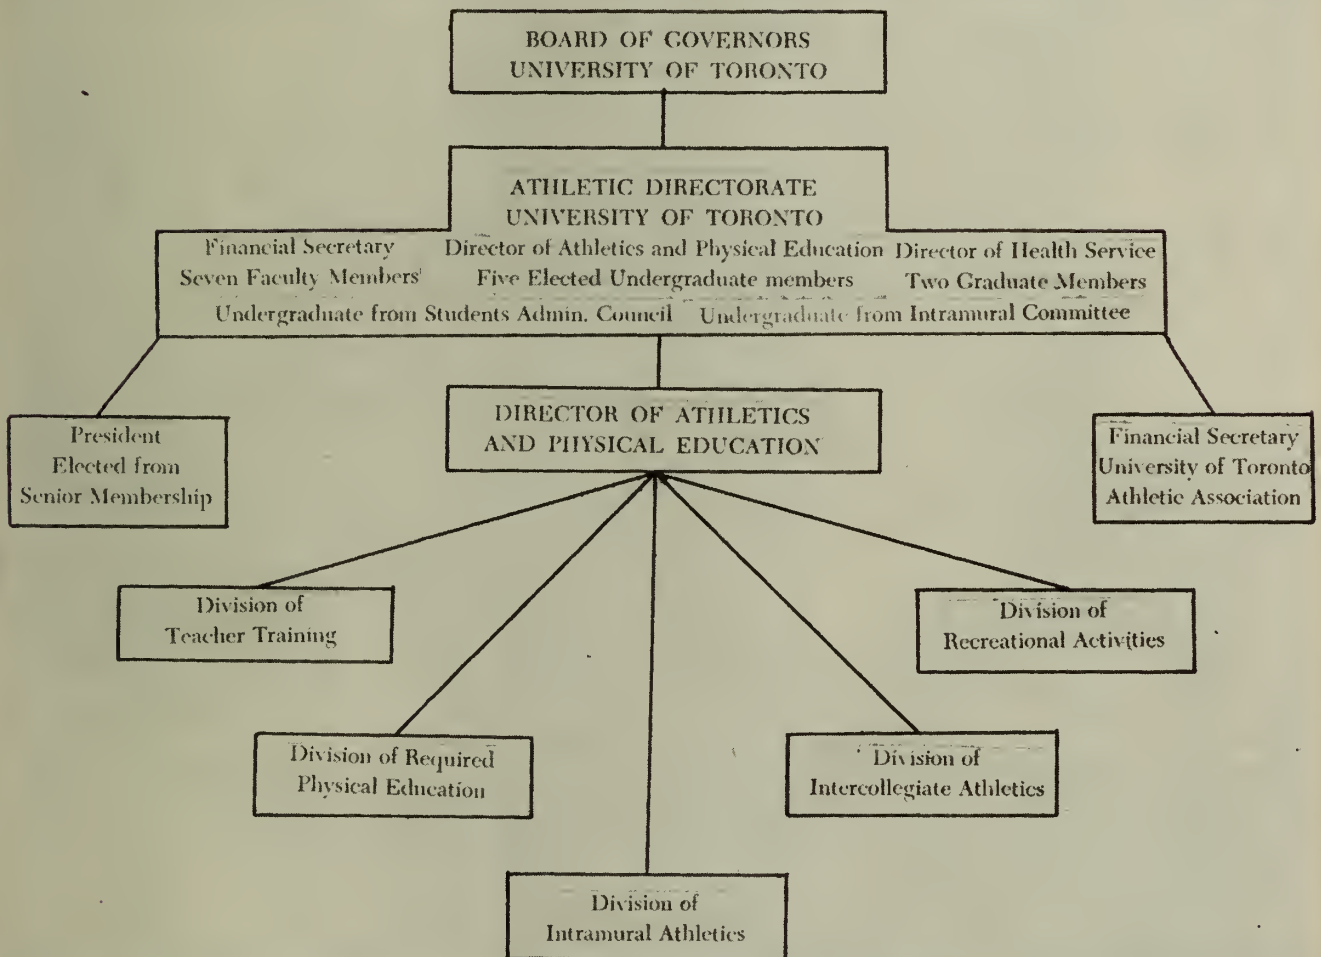 BOARD OF GOVERNORS
UNIVERSITY OF TORONTO
ATHLETIC DIRECTORATE
UNIVERSITY OF TORONTO
Financial Secretary Director of Athletics and Physical Education Director of Health Service
Seven Faculty Members Five Elected Undergraduate members Two Graduate Members
Undergraduate from Students Admin. Council Undergraduate from Intramural Committee
President
Elected from
Senior Membership
DIRECTOR OF ATHLETICS
AND PHYSICAL EDUCATION
Financial Secretary
University of Toronto
Athletic Association
Division of
Teacher Training
Division of
Recreational Activities
Division of Required
Physical Education
Division of
Intercollegiate Athletics
Division of
Intramural Athletics